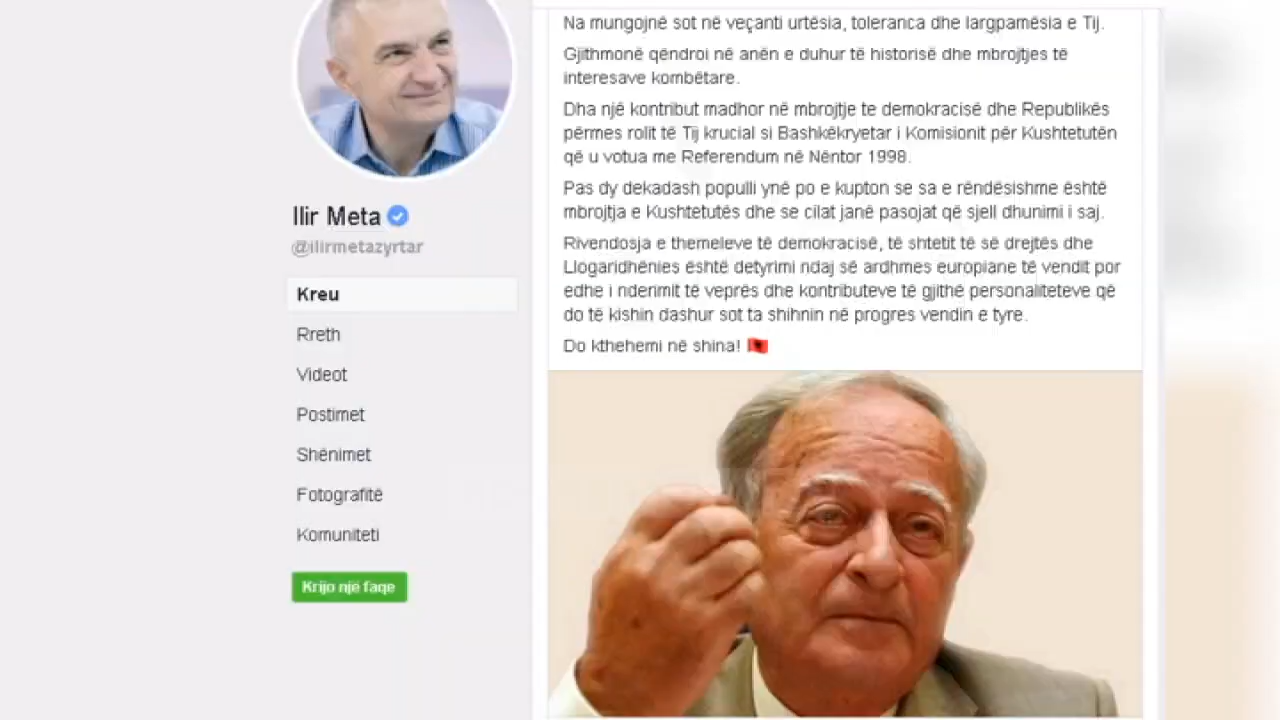 Ilir Meta
@ilirmetazyrtar
Kreu
Rreth
Videot
Postimet
Shënimet
Fotografitë
Komuniteti
Krijo një faqe
Na mungojnë sot në veçanti urtësia, toleranca dhe largpamësia e Tij.
Gjithmonë qëndroi në anën e duhur të historisë dhe mbrojtjes të
interesave kombëtare.
Dha një kontribut madhor në mbrojtje te demokracisë dhe Republikës
përmes rolit të Tij krucial si Bashkëkryetar i Komisionit për Kushtetutën
që u votua me Referendum në Nëntor 1998.
Pas dy dekadash populli ynë po e kupton se sa e rëndësishme është
mbrojtja e Kushtetutës dhe se cilat janë pasojat që sjell dhunimi i saj.
Rivendosja e themeleve të demokracisë, të shtetit të së drejtës dhe
Llogaridhënies është detyrimi ndaj së ardhmes europiane të vendit por
edhe i nderimit të veprës dhe kontributeve të gjithë personaliteteve që
do të kishin dashur sot ta shihnin në progres vendin e tyre.
Do kthehemi në shina! 🇦🇱